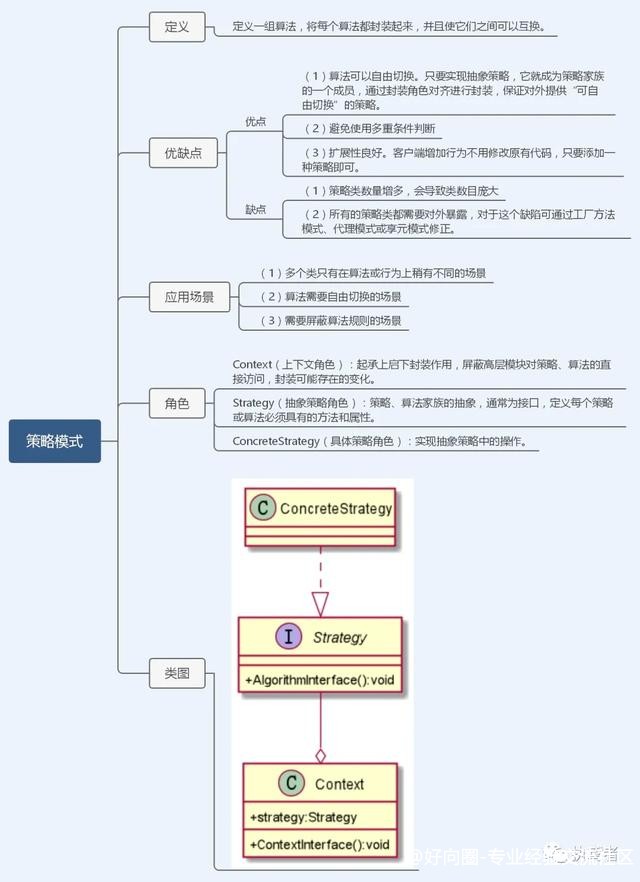 定义
定义一组算法，将每个算法都封装起来，并且使它们之间可以互换。
优缺点
优点
（1）算法可以自由切换。只要实现抽象策略，它就成为策略家族
的一个成员，通过封装角色对齐进行封装，保证对外提供“可自
由切换”的策略。
（2）避免使用多重条件判断
（3）扩展性良好。客户端增加行为不用修改原有代码，只要添加一
种策略即可。
缺点
（1）策略类数量增多，会导致类数目庞大
（2）所有的策略类都需要对外暴露，对于这个缺陷可通过工厂方法
模式、代理模式或享元模式修正。
应用场景
（1）多个类只有在算法或行为上稍有不同的场景
（2）算法需要自由切换的场景
（3）需要屏蔽算法规则的场景
角色
Context（上下文角色）：起承上启下封装作用，屏蔽高层模块对策略、算法的直
接访问，封装可能存在的变化。
Strategy（抽象策略角色）：策略、算法家族的抽象，通常为接口，定义每个策略
或算法必须具有的方法和属性。
ConcreteStrategy（具体策略角色）：实现抽象策略中的操作。
策略模式
类图
C ConcreteStrategy
I Strategy
+AlgorithmInterface():void
C Context
+strategy:Strategy
+ContextInterface():void
@好向圈-专业经验